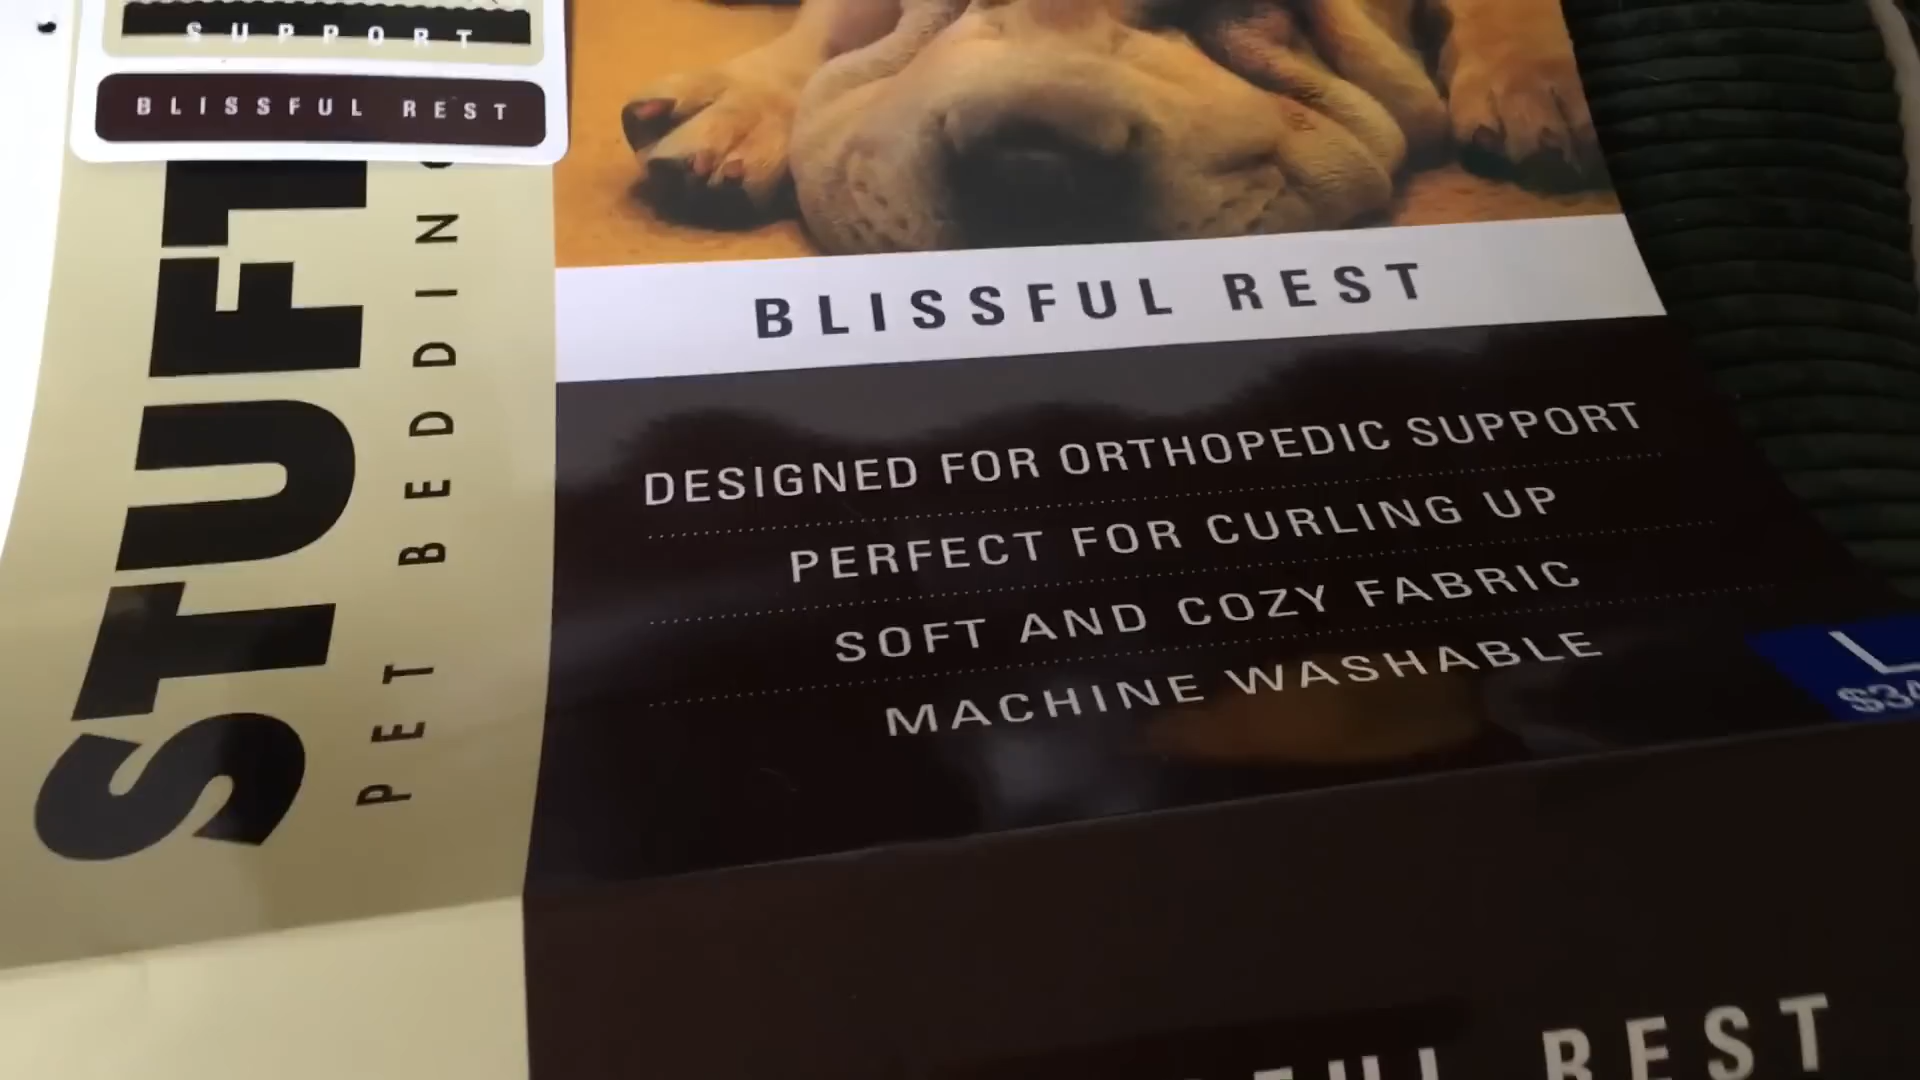 SUPPORT
BLISSFUL REST
STUFT
PET BEDDING
BLISSFUL REST
DESIGNED FOR ORTHOPEDIC SUPPORT
PERFECT FOR CURLING UP
SOFT AND COZY FABRIC
MACHINE WASHABLE
L
REST